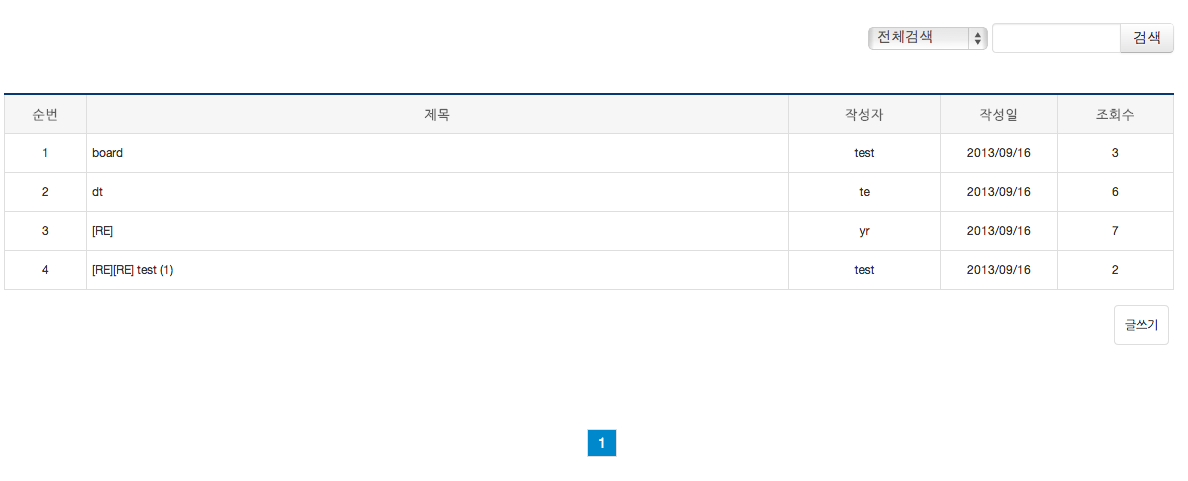 전체검색 검색
순번 제목 작성자 작성일 조회수
1 board test 2013/09/16 3
2 dt te 2013/09/16 6
3 [RE] yr 2013/09/16 7
4 [RE][RE] test (1) test 2013/09/16 2
글쓰기
1